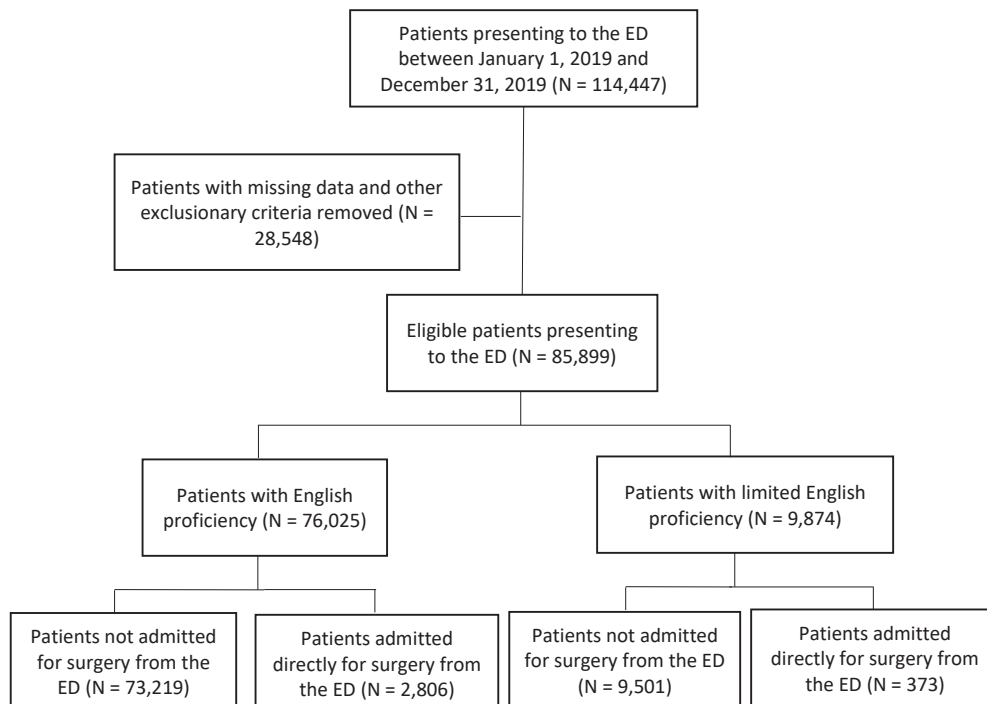 Patients presenting to the ED
between January 1, 2019 and
December 31, 2019 (N = 114,447)
Patients with missing data and other
exclusionary criteria removed (N =
28,548)
Eligible patients presenting
to the ED (N = 85,899)
Patients with English
proficiency (N = 76,025)
Patients with limited English
proficiency (N = 9,874)
Patients not admitted
for surgery from the
ED (N = 73,219)
Patients admitted
directly for surgery from
the ED (N = 2,806)
Patients not admitted
for surgery from the ED
(N = 9,501)
Patients admitted
directly for surgery from
the ED (N = 373)